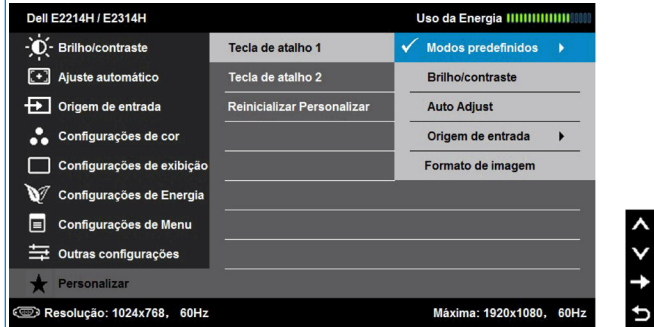 Dell E2214H / E2314H Uso da Energia
Brilho/contraste Tecla de atalho 1 Modos predefinidos
Ajuste automático Tecla de atalho 2 Brilho/contraste
Origem de entrada Reinicializar Personalizar Auto Adjust
Configurações de cor Origem de entrada
Configurações de exibição Formato de imagem
Configurações de Energia
Configurações de Menu
Outras configurações
Personalizar
Resolução: 1024x768, 60Hz Máxima: 1920x1080, 60Hz